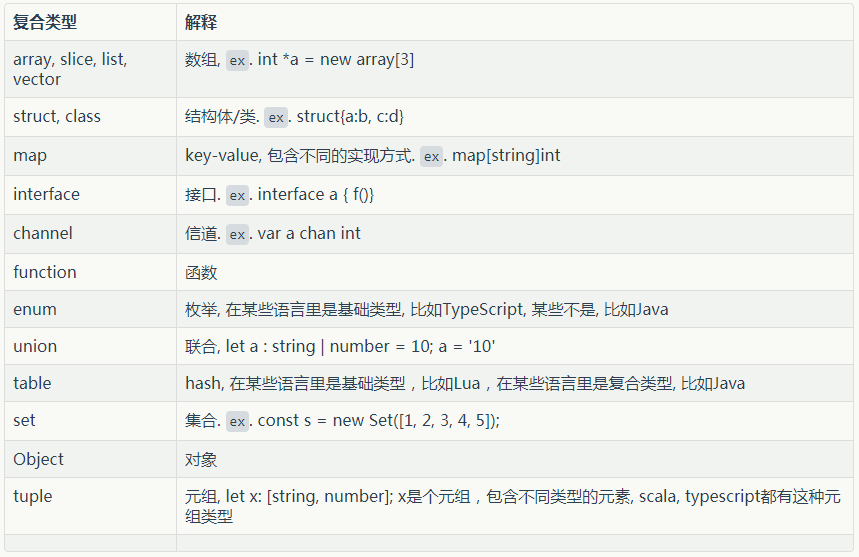 复合类型 解释
array, slice, list, 数组, ex. int *a = new array[3]
vector
struct, class 结构体/类. ex. struct{a:b, c:d}
map key-value, 包含不同的实现方式. ex. map[string]int
interface 接口. ex. interface a { f()}
channel 信道. ex. var a chan int
function 函数
enum 枚举, 在某些语言里是基础类型, 比如TypeScript, 某些不是, 比如Java
union 联合, let a : string | number = 10; a = '10'
table hash, 在某些语言里是基础类型，比如Lua，在某些语言里是复合类型, 比如Java
set 集合. ex. const s = new Set([1, 2, 3, 4, 5]);
Object 对象
tuple 元组, let x: [string, number]; x是个元组，包含不同类型的元素, scala, typescript都有这种元
组类型